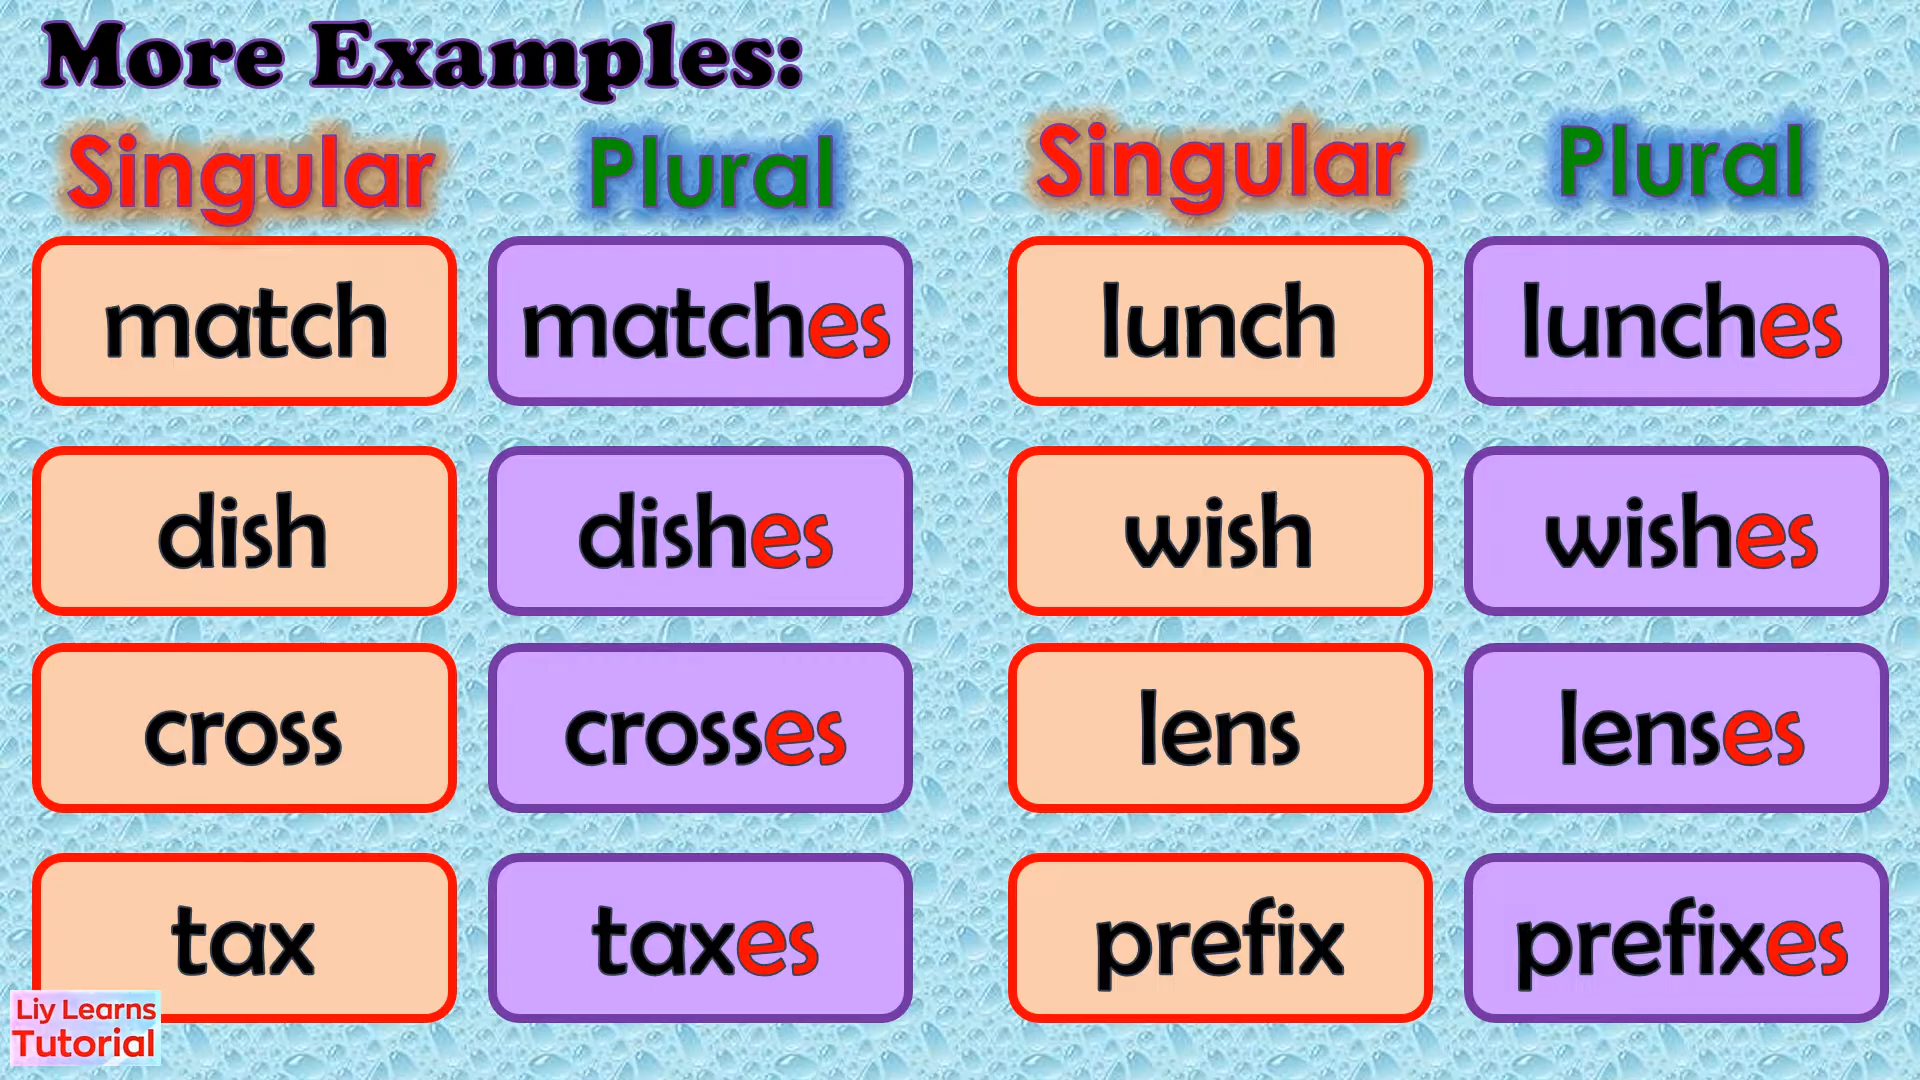 More Examples:
Singular Plural Singular Plural
match matches lunch lunches
dish dishes wish wishes
cross crosses lens lenses
tax taxes prefix prefixes
Liy Learns
Tutorial